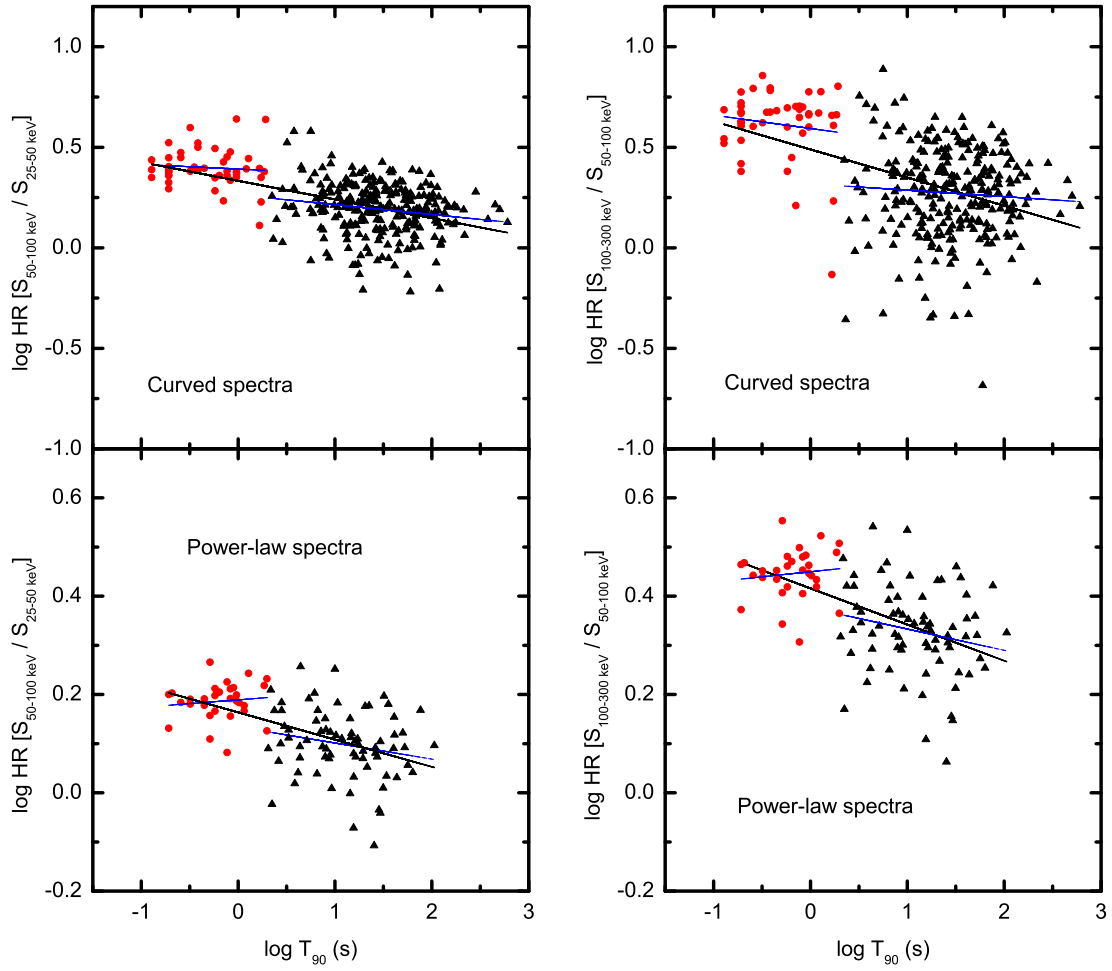 1.0
0.5
0.0
-0.5
-1.0
log HR [S50-100 keV / S25-50 keV]
Curved spectra
1.0
0.5
0.0
-0.5
-1.0
log HR [S100-300 keV / S50-100 keV]
Curved spectra
0.6
0.4
0.2
0.0
-0.2
log HR [S50-100 keV / S25-50 keV]
Power-law spectra
-1 0 1 2 3
log T90 (s)
0.6
0.4
0.2
0.0
-0.2
log HR [S100-300 keV / S50-100 keV]
Power-law spectra
-1 0 1 2 3
log T90 (s)